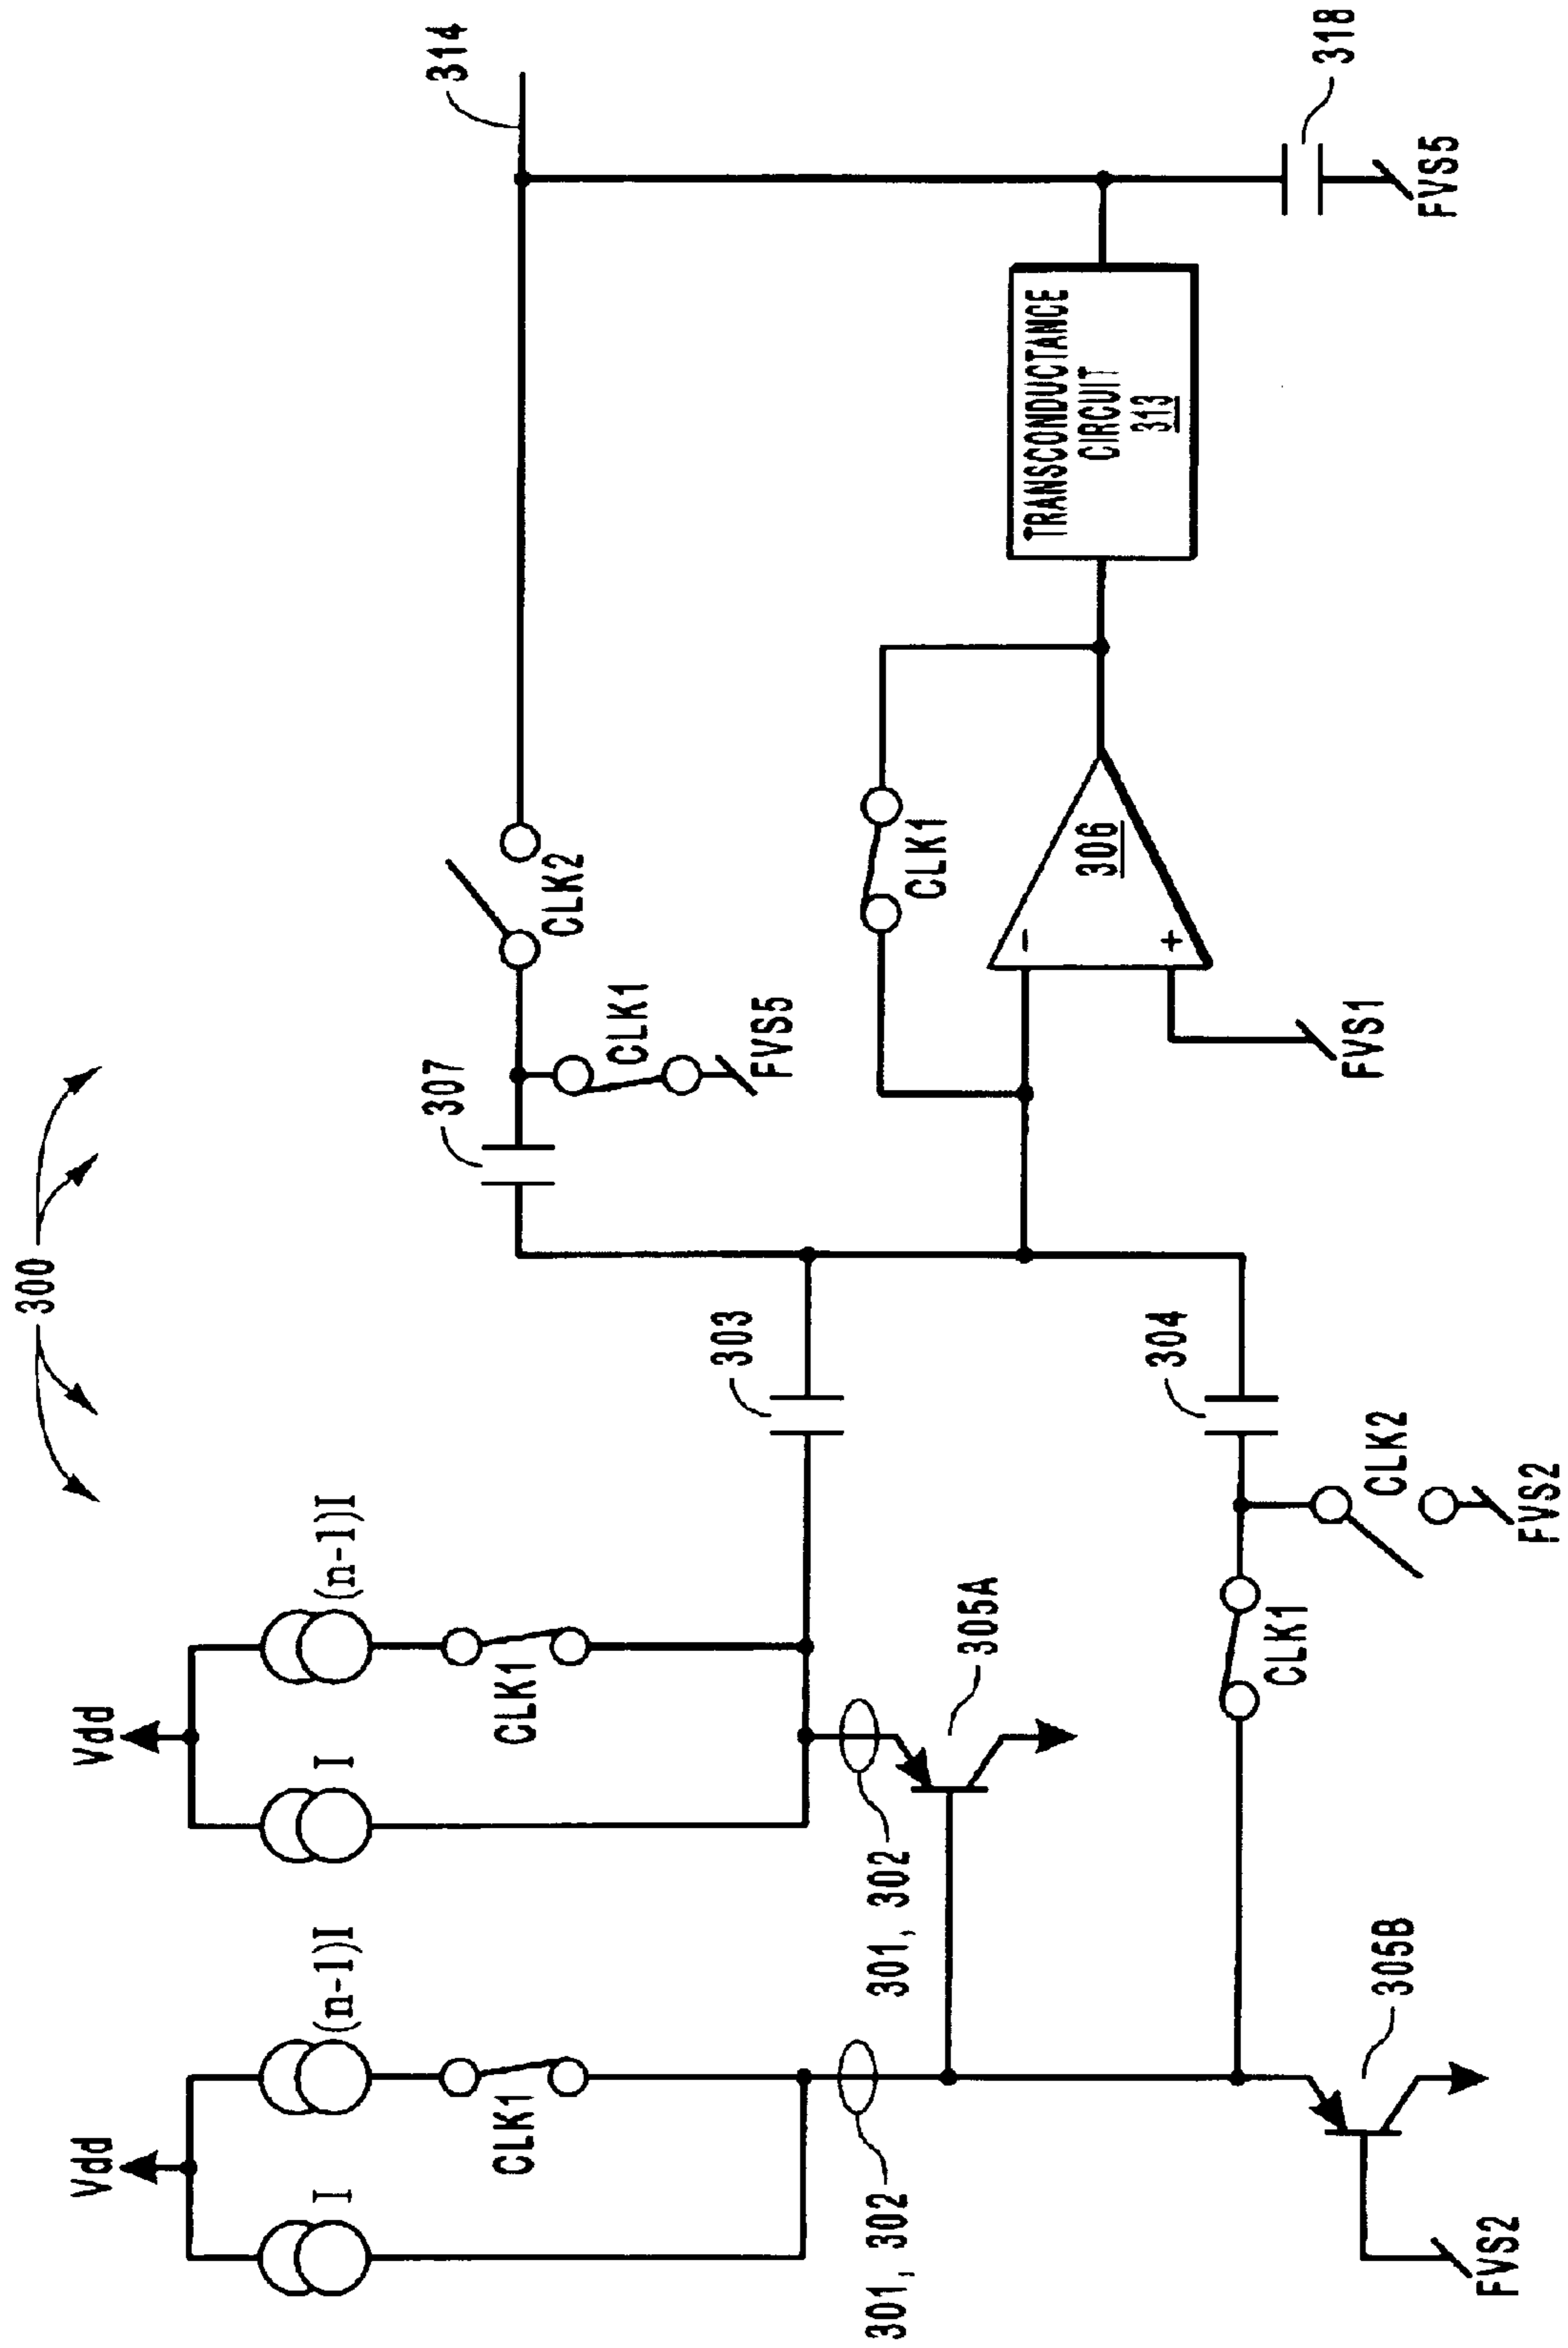 300
Vdd
I
(n-1)I
CLK1
Vdd
I
(n-1)I
CLK1
301, 302
301, 302
305A
305B
FVS2
CLK1
CLK2
FVS2
303
304
307
CLK1
FVS5
CLK2
314
CLK1
-
+
306
FVS1
TRANSCONDUCTANCE
CIRCUIT
313
318
FVS5